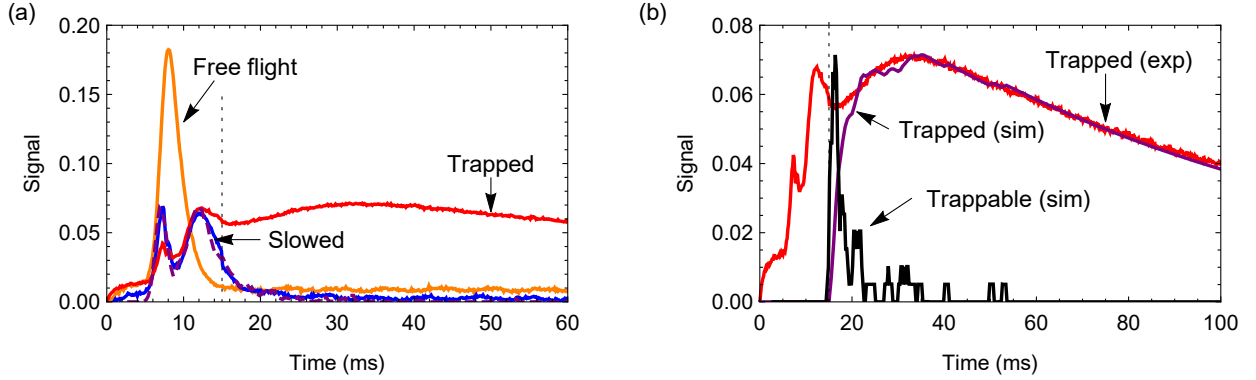 (a)
0.20
0.15
0.10
0.05
0.00
Signal
Free flight
Trapped
Slowed
0 10 20 30 40 50 60
Time (ms)
(b)
0.08
0.06
0.04
0.02
0.00
Signal
Trapped (exp)
Trapped (sim)
Trappable (sim)
0 20 40 60 80 100
Time (ms)